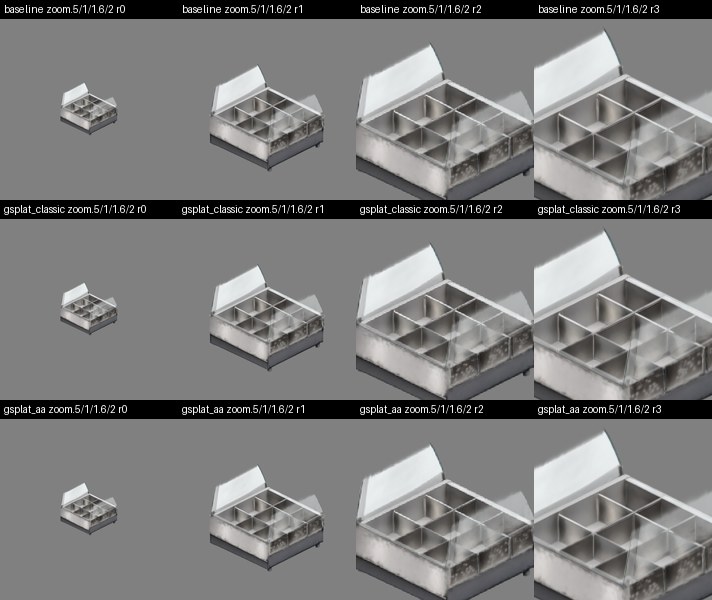 baseline zoom.5/1/1.6/2 r0
baseline zoom.5/1/1.6/2 r1
baseline zoom.5/1/1.6/2 r2
baseline zoom.5/1/1.6/2 r3
gsplat_classic zoom.5/1/1.6/2 r0
gsplat_classic zoom.5/1/1.6/2 r1
gsplat_classic zoom.5/1/1.6/2 r2
gsplat_classic zoom.5/1/1.6/2 r3
gsplat_aa zoom.5/1/1.6/2 r0
gsplat_aa zoom.5/1/1.6/2 r1
gsplat_aa zoom.5/1/1.6/2 r2
gsplat_aa zoom.5/1/1.6/2 r3